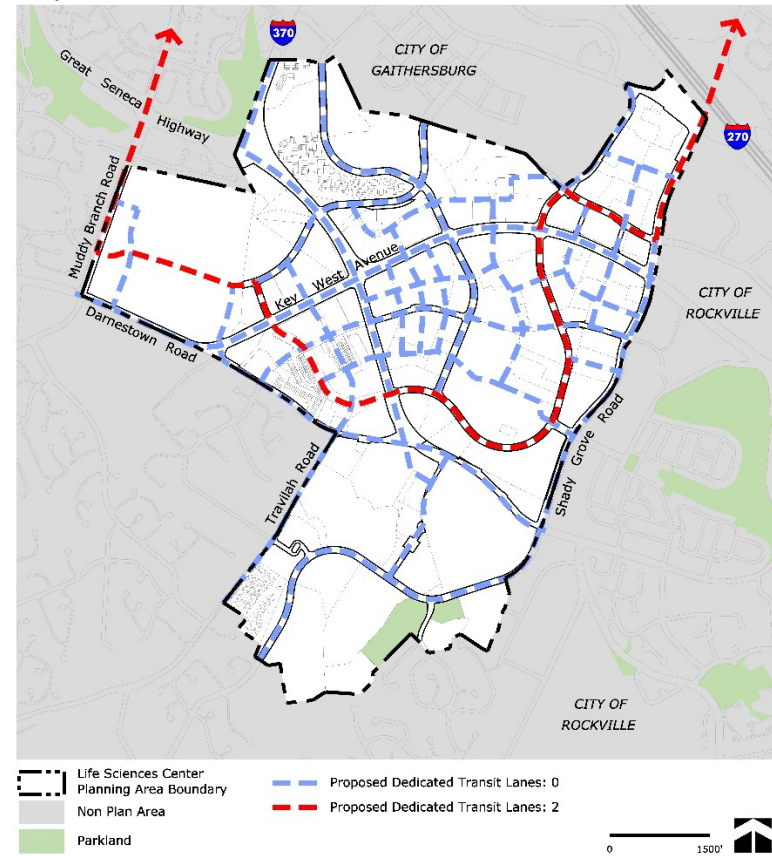 370
CITY OF
GAITHERSBURG
Great Seneca
Highway
270
Muddy Branch Road
Key West Avenue
CITY OF
ROCKVILLE
Darnestown Road
Shady Grove Road
Travilah Road
CITY OF
ROCKVILLE
Life Sciences Center
Planning Area Boundary
Non Plan Area
Parkland
Proposed Dedicated Transit Lanes: 0
Proposed Dedicated Transit Lanes: 2
0 1500'